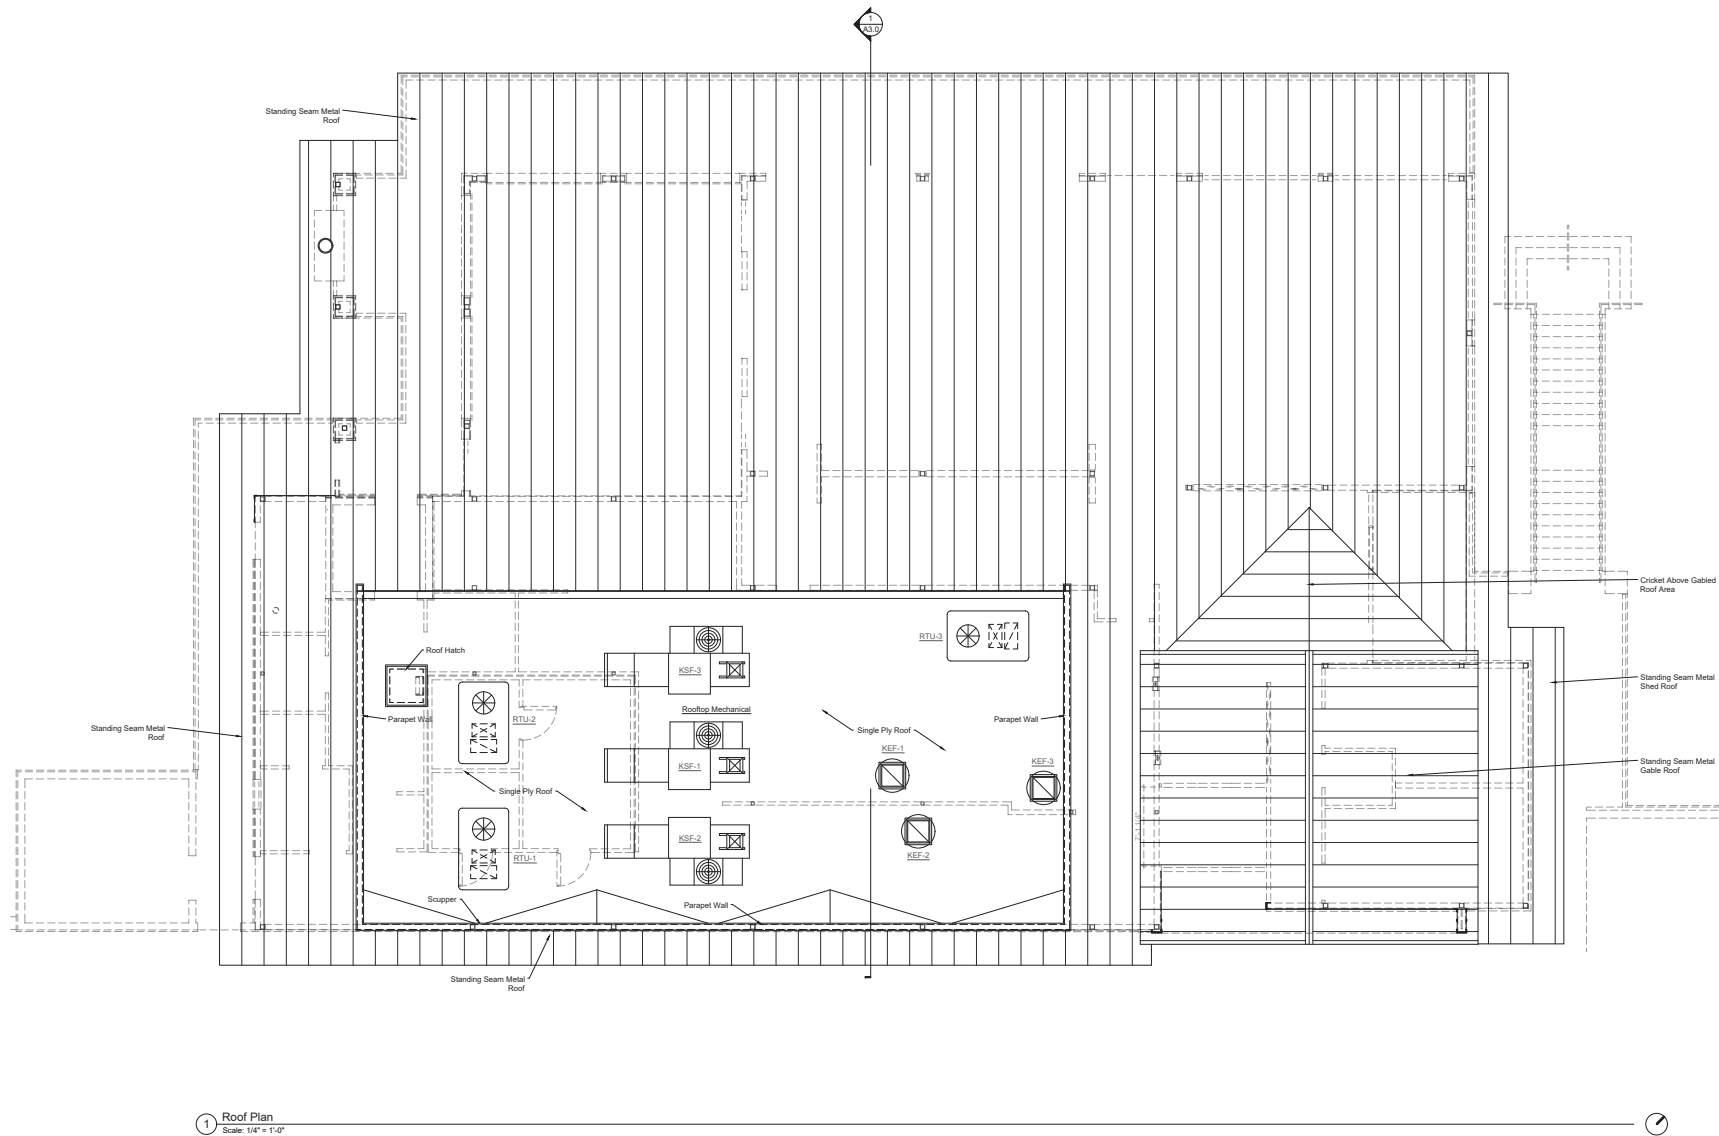 1
A3.0
Standing Seam Metal
Roof
Cricket Above Gabled
Roof Area
RTU-3
Roof Hatch
KSF-3
Standing Seam Metal
Shed Roof
Rooftop Mechanical
Parapet Wall
RTU-2
Parapet Wall
Standing Seam Metal
Roof
Single Ply Roof
KEF-1
KEF-3
Standing Seam Metal
Gable Roof
KSF-1
Single Ply Roof
KSF-2
KEF-2
RTU-1
Scupper
Parapet Wall
Standing Seam Metal
Roof
1
Roof Plan
Scale: 1/4" = 1'-0"